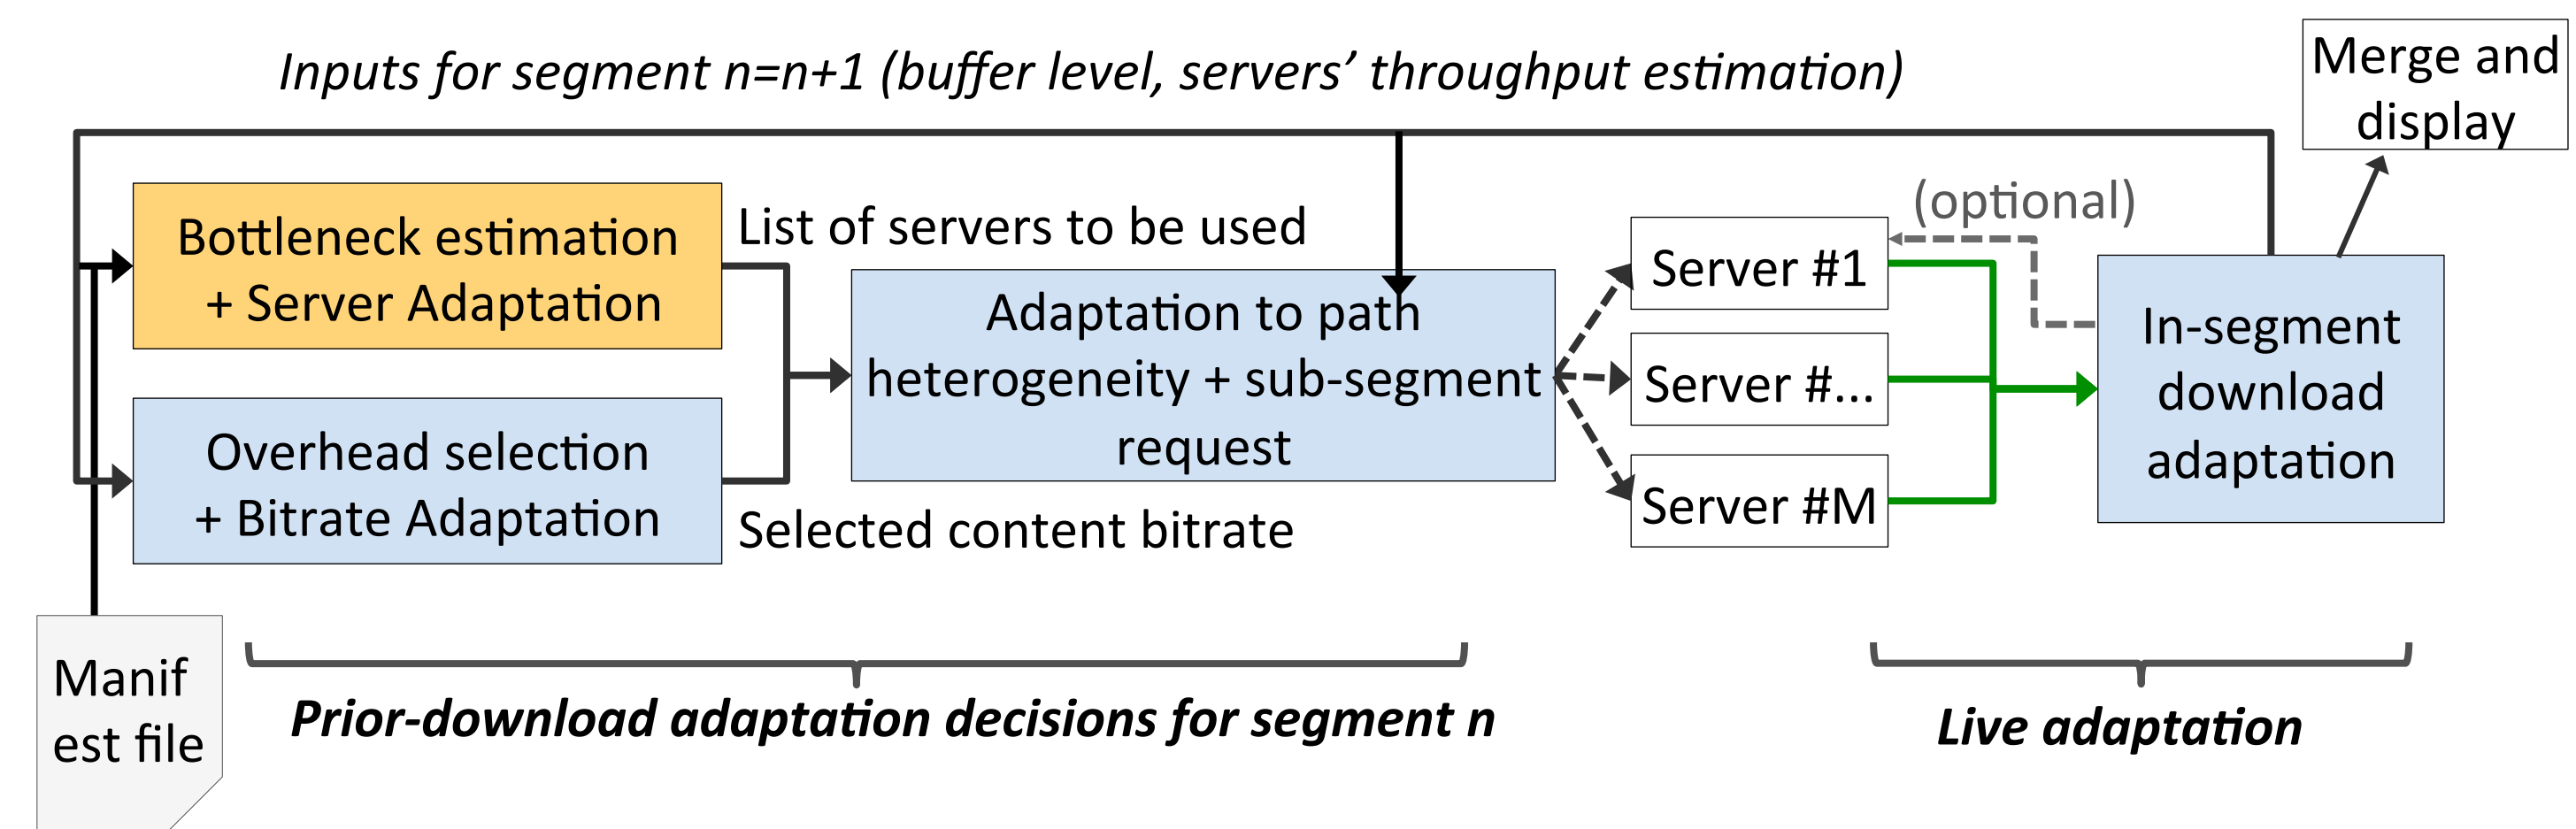 Inputs for segment n=n+1 (buffer level, servers’ throughput estimation)
Merge and
display
Bottleneck estimation
+ Server Adaptation
List of servers to be used
(optional)
Adaptation to path
heterogeneity + sub-segment
request
Server #1
Server #...
Server #M
In-segment
download
adaptation
Overhead selection
+ Bitrate Adaptation
Selected content bitrate
Manif
est file
Prior-download adaptation decisions for segment n
Live adaptation